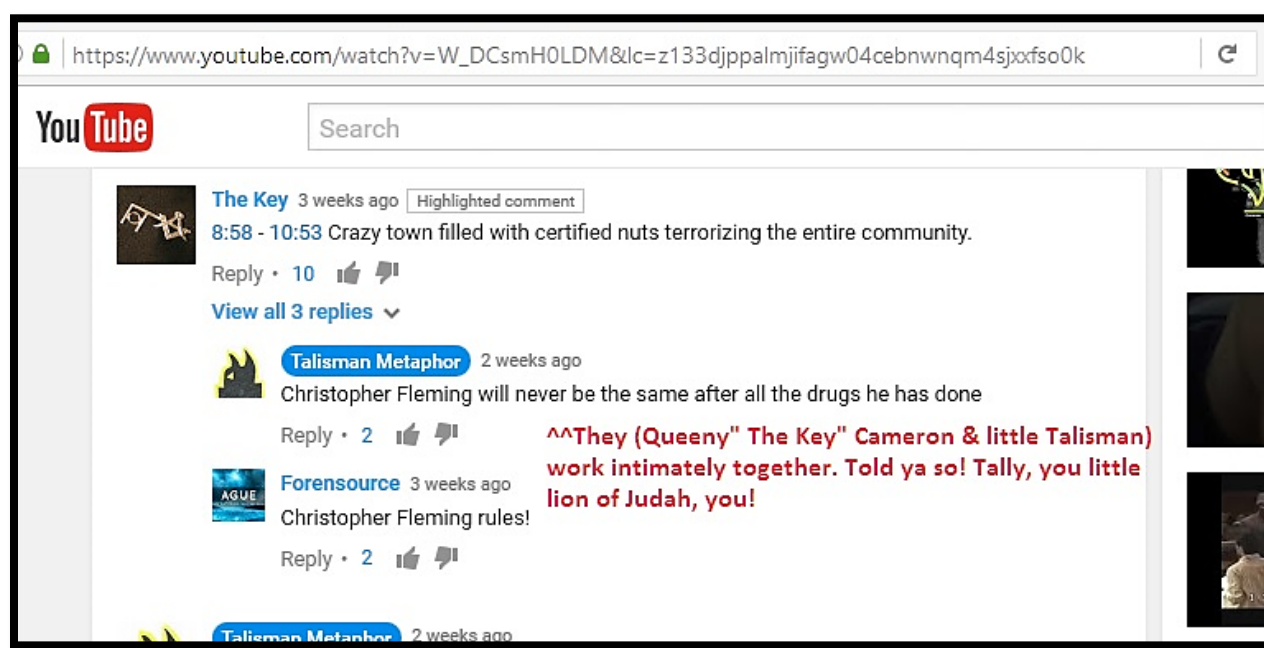 https://www.youtube.com/watch?v=W_DCsmH0LDM&lc=z133djppalmjifagw04cebnwnqm4sjxxfso0k
YouTube
Search
The Key 3 weeks ago Highlighted comment
8:58 - 10:53 Crazy town filled with certified nuts terrorizing the entire community.
Reply • 10
View all 3 replies
Talisman Metaphor 2 weeks ago
Christopher Fleming will never be the same after all the drugs he has done
Reply • 2
^^They (Queeny" The Key" Cameron & little Talisman)
work intimately together. Told ya so! Tally, you little
lion of Judah, you!
AGUE
Forensource 3 weeks ago
Christopher Fleming rules!
Reply • 2
Talisman Metaphor 2 weeks ago